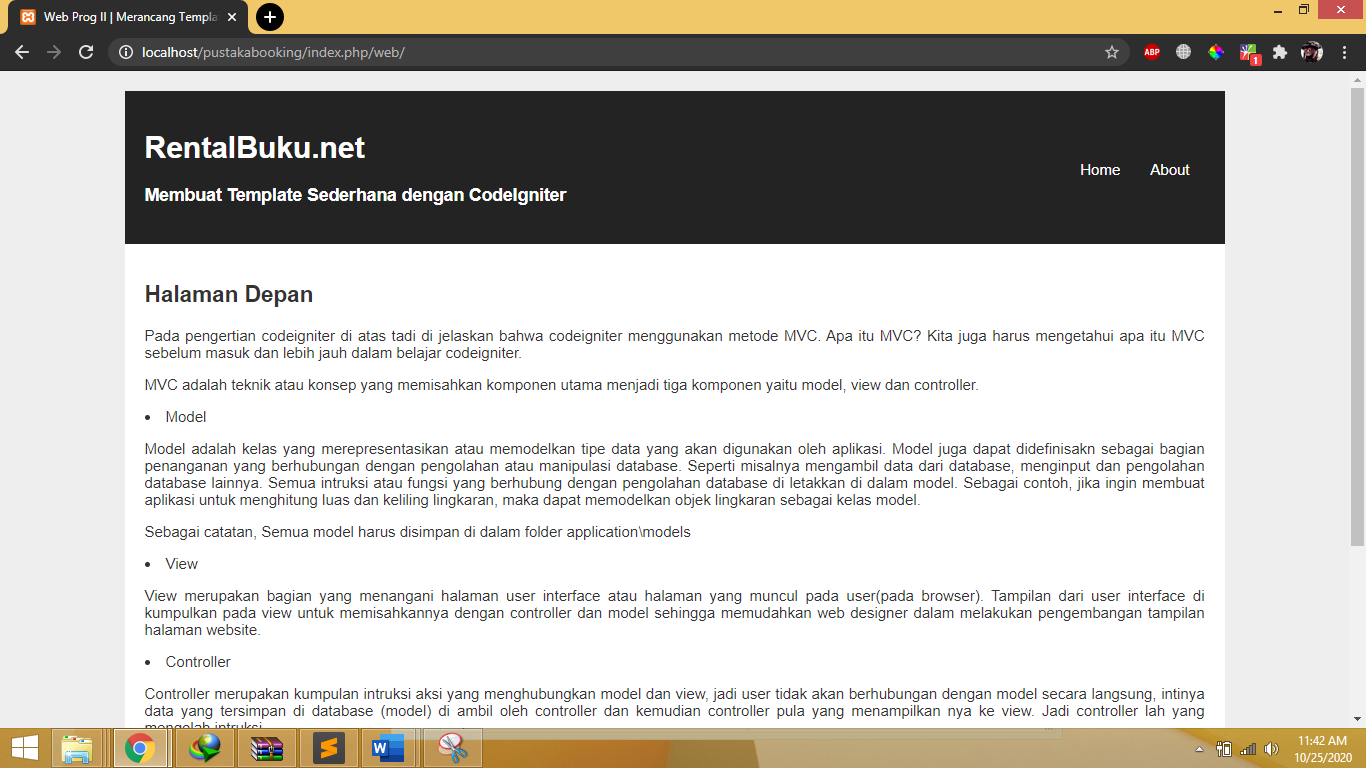 Web Prog II | Merancang Templa
localhost/pustakabooking/index.php/web/
ABP
1
RentalBuku.net
Home About
Membuat Template Sederhana dengan CodeIgniter
Halaman Depan
Pada pengertian codeigniter di atas tadi di jelaskan bahwa codeigniter menggunakan metode MVC. Apa itu MVC? Kita juga harus mengetahui apa itu MVC
sebelum masuk dan lebih jauh dalam belajar codeigniter.
MVC adalah teknik atau konsep yang memisahkan komponen utama menjadi tiga komponen yaitu model, view dan controller.
• Model
Model adalah kelas yang merepresentasikan atau memodelkan tipe data yang akan digunakan oleh aplikasi. Model juga dapat didefinisakn sebagai bagian
penanganan yang berhubungan dengan pengolahan atau manipulasi database. Seperti misalnya mengambil data dari database, menginput dan pengolahan
database lainnya. Semua intruksi atau fungsi yang berhubung dengan pengolahan database di letakkan di dalam model. Sebagai contoh, jika ingin membuat
aplikasi untuk menghitung luas dan keliling lingkaran, maka dapat memodelkan objek lingkaran sebagai kelas model.
Sebagai catatan, Semua model harus disimpan di dalam folder application\models
• View
View merupakan bagian yang menangani halaman user interface atau halaman yang muncul pada user(pada browser). Tampilan dari user interface di
kumpulkan pada view untuk memisahkannya dengan controller dan model sehingga memudahkan web designer dalam melakukan pengembangan tampilan
halaman website.
• Controller
Controller merupakan kumpulan intruksi aksi yang menghubungkan model dan view, jadi user tidak akan berhubungan dengan model secara langsung, intinya
data yang tersimpan di database (model) di ambil oleh controller dan kemudian controller pula yang menampilkan nya ke view. Jadi controller lah yang
mengolah intruksi.
11:42 AM
10/25/2020